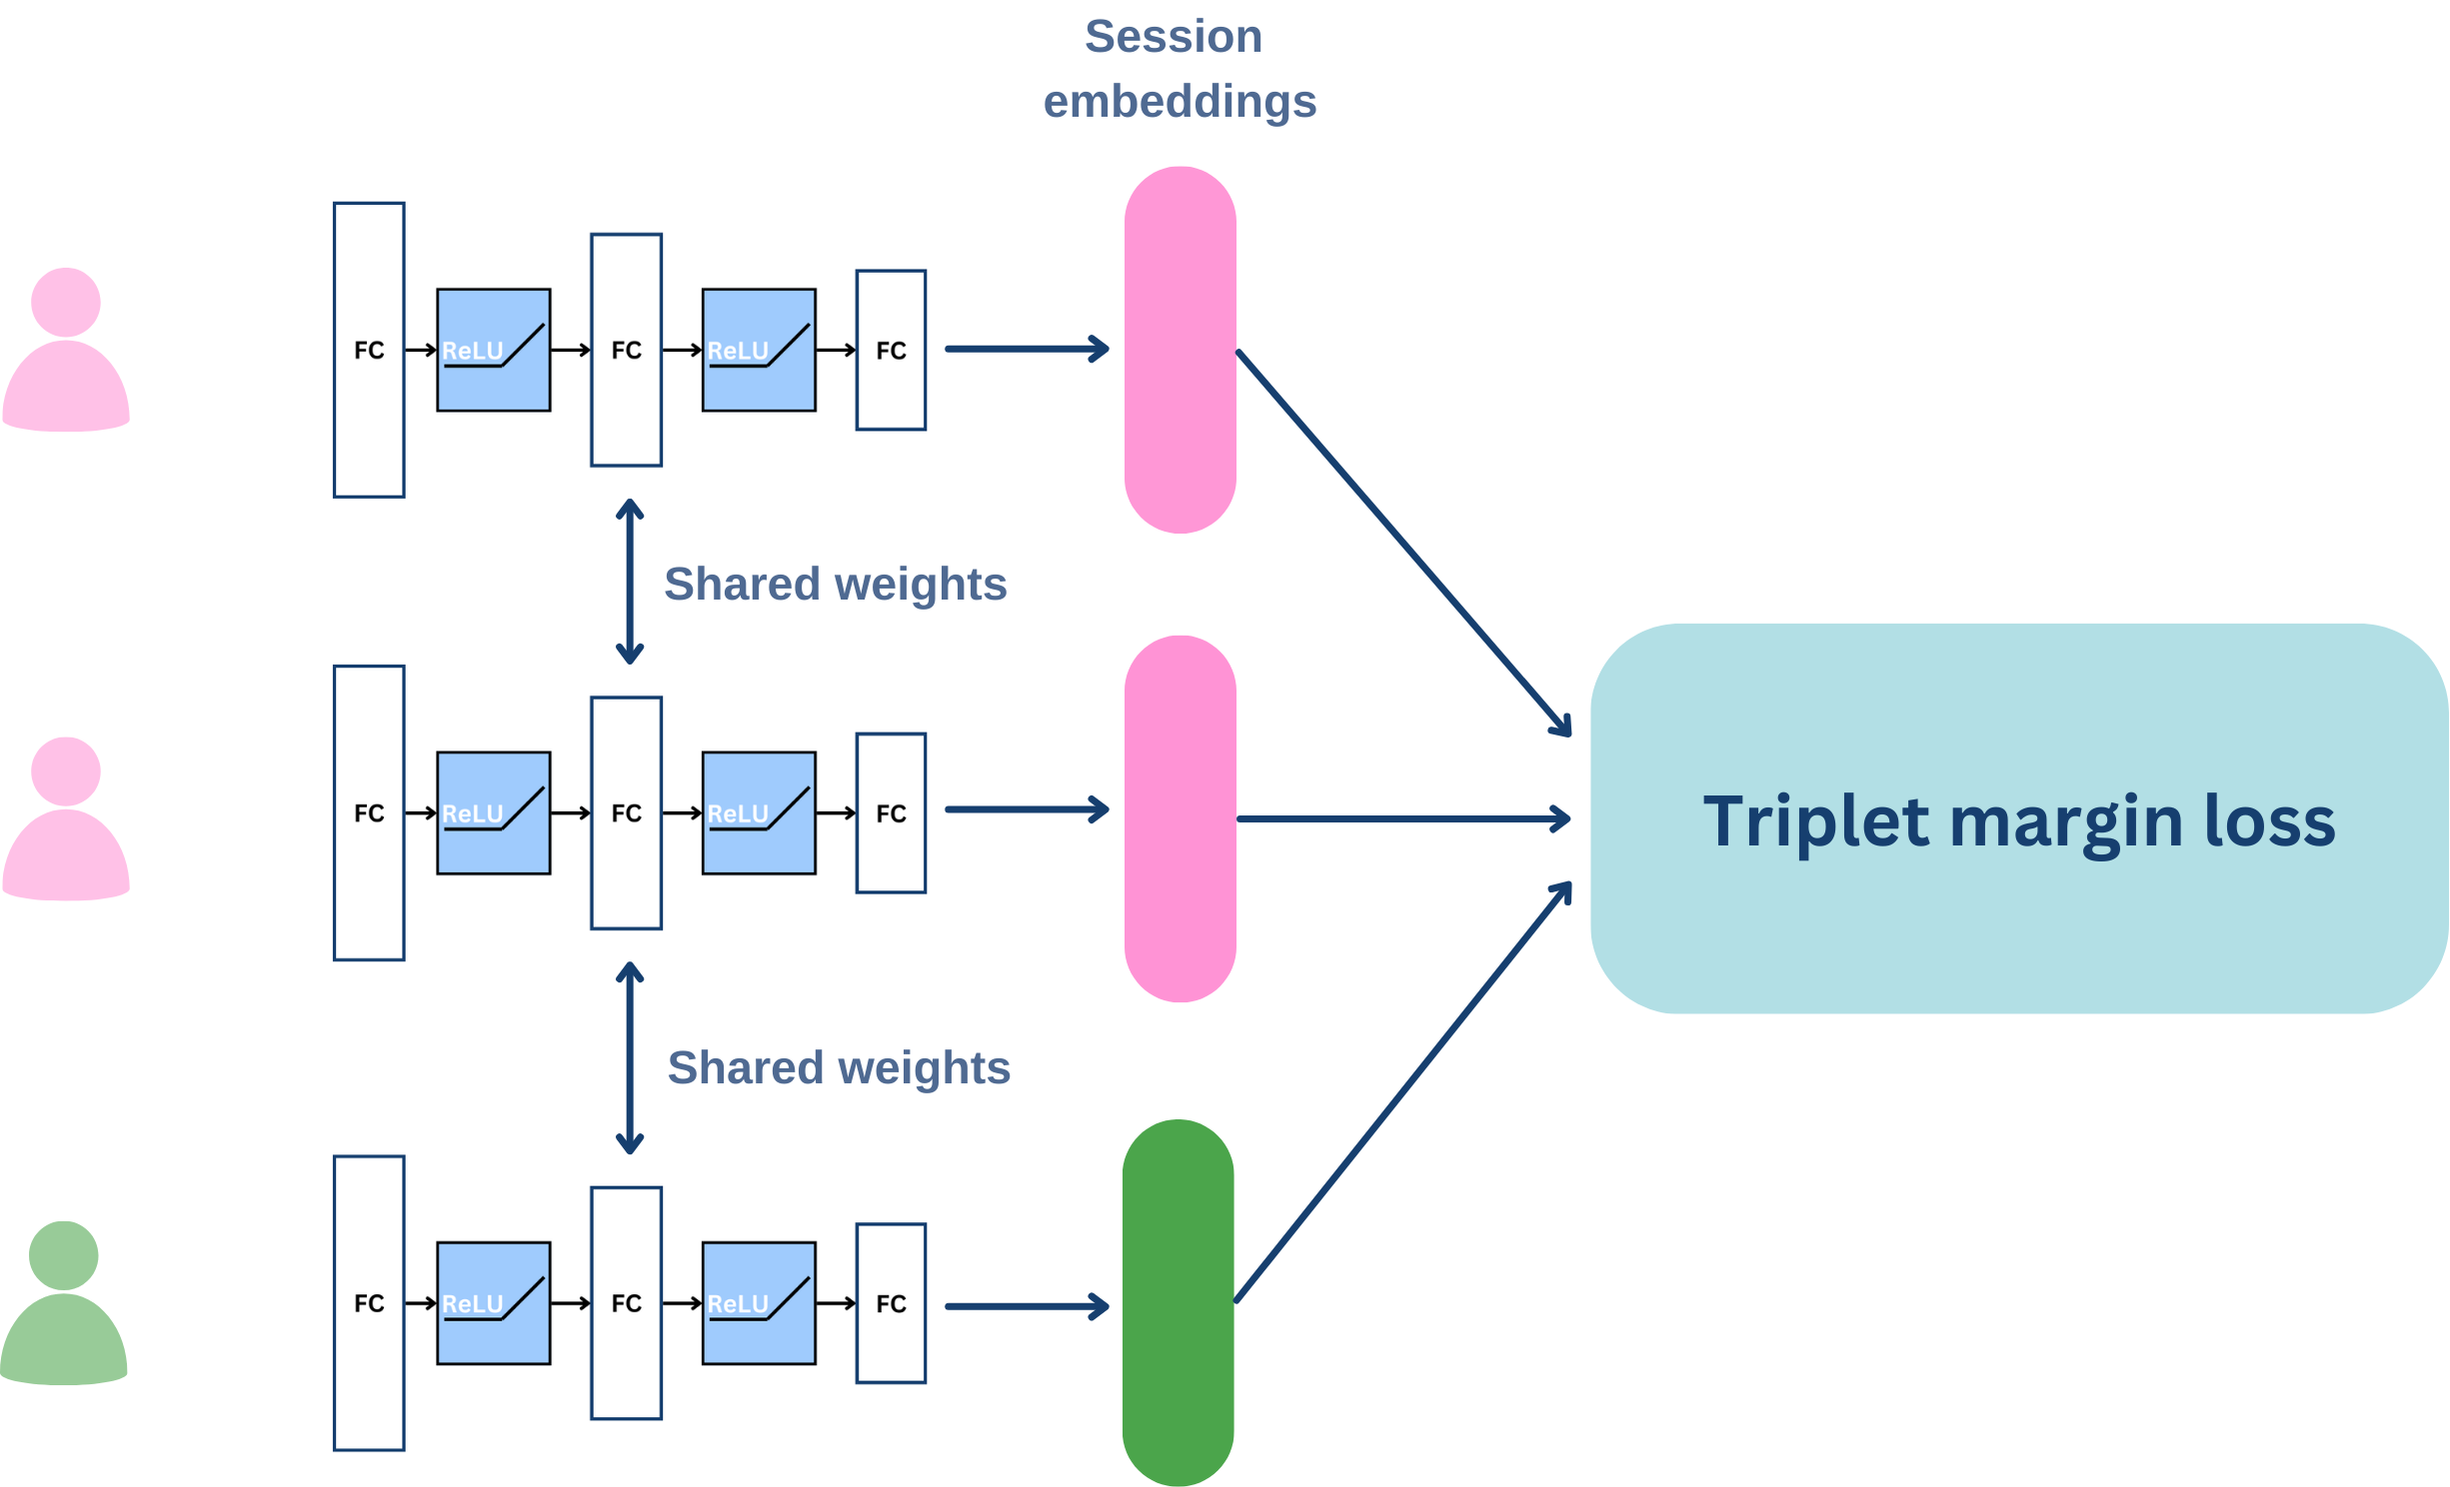 Session
embeddings
FC
ReLU
FC
ReLU
FC
Shared weights
FC
ReLU
FC
ReLU
FC
Triplet margin loss
Shared weights
FC
ReLU
FC
ReLU
FC